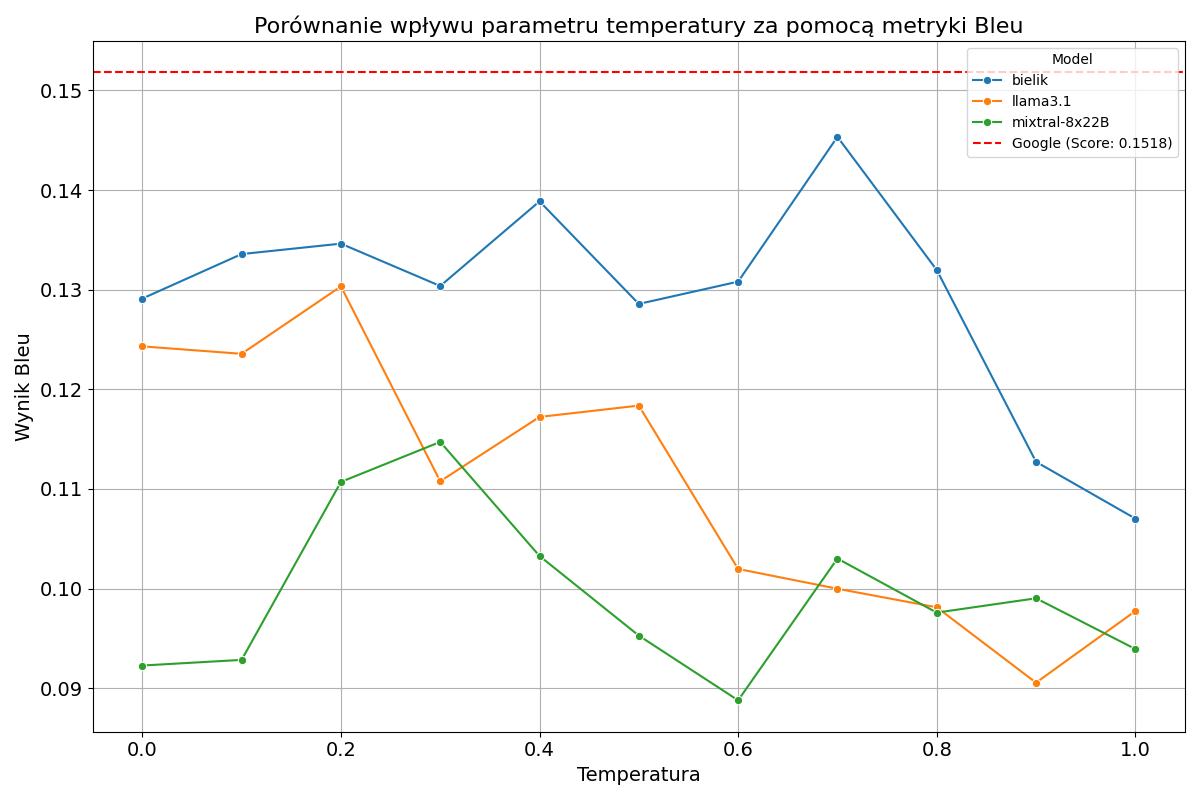 Porównanie wpływu parametru temperatury za pomocą metryki Bleu
Model
bielik
llama3.1
mixtral-8x22B
Google (Score: 0.1518)
0.15
0.14
0.13
0.12
0.11
0.10
0.09
Wynik Bleu
0.0
0.2
0.4
0.6
0.8
1.0
Temperatura